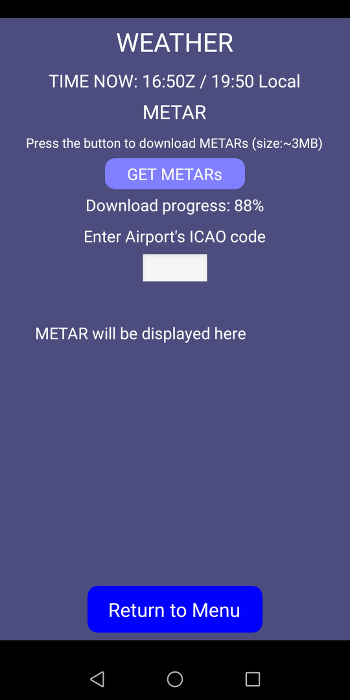 WEATHER
TIME NOW: 16:50Z / 19:50 Local
METAR
Press the button to download METARs (size:~3MB)
GET METARs
Download progress: 88%
Enter Airport's ICAO code
METAR will be displayed here
Return to Menu